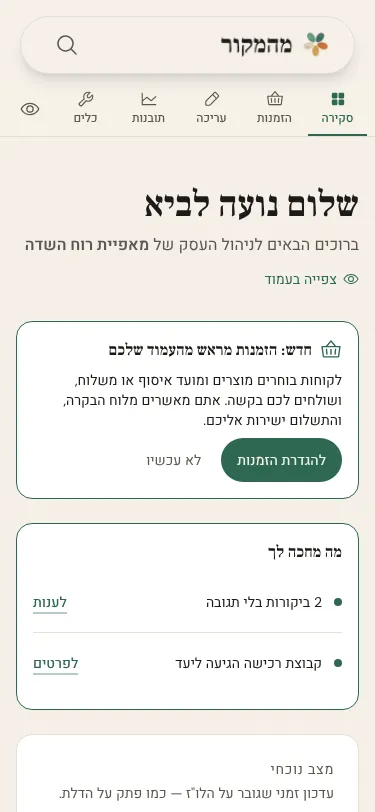 מהמקור
סקירה
הזמנות
עריכה
תובנות
כלים
שלום נועה לביא
ברוכים הבאים לניהול העסק של מאפיית רוח השדה
צפייה בעמוד
חדש: הזמנות מראש מהעמוד שלכם
לקוחות בוחרים מוצרים ומועד איסוף או משלוח,
ושולחים לכם בקשה. אתם מאשרים מלוח הבקרה,
והתשלום ישירות אליכם.
להגדרת הזמנות
לא עכשיו
מה מחכה לך
2 ביקורות בלי תגובה
לענות
קבוצת רכישה הגיעה ליעד
לפרטים
מצב נוכחי
עדכון זמני שגובר על הלו"ז — כמו פתק על הדלת.